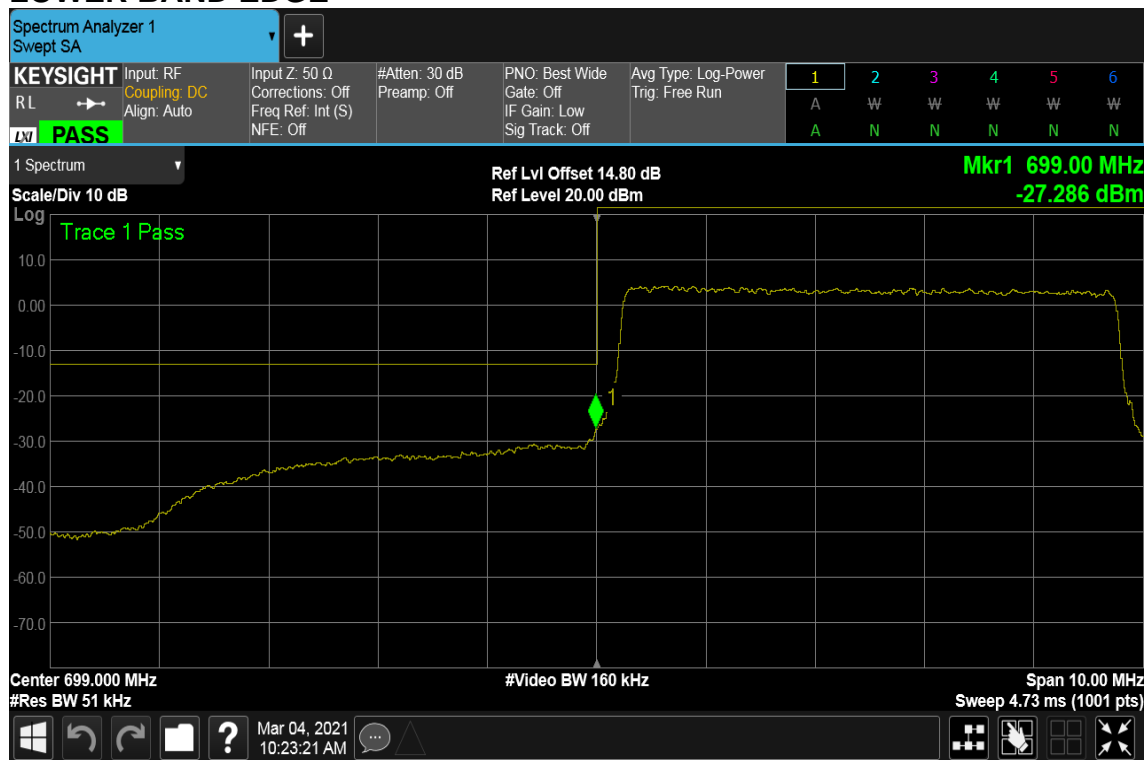 LOWER BAND EDGE
Spectrum Analyzer 1
Swept SA
KEYSIGHT
R L
LXI PASS
Input: RF
Coupling: DC
Align: Auto
Input Z: 50 Ω
Corrections: Off
Freq Ref: Int (S)
NFE: Off
#Atten: 30 dB
Preamp: Off
PNO: Best Wide
Gate: Off
IF Gain: Low
Sig Track: Off
Avg Type: Log-Power
Trig: Free Run
1 2 3 4 5 6
A W W W W W
A N N N N N
1 Spectrum
Scale/Div 10 dB
Ref Lvl Offset 14.80 dB
Ref Level 20.00 dBm
Mkr1 699.00 MHz
-27.286 dBm
Log
Trace 1 Pass
10.0
0.00
-10.0
-20.0
1
-30.0
-40.0
-50.0
-60.0
-70.0
Center 699.000 MHz
#Res BW 51 kHz
#Video BW 160 kHz
Span 10.00 MHz
Sweep 4.73 ms (1001 pts)
?
Mar 04, 2021
10:23:21 AM